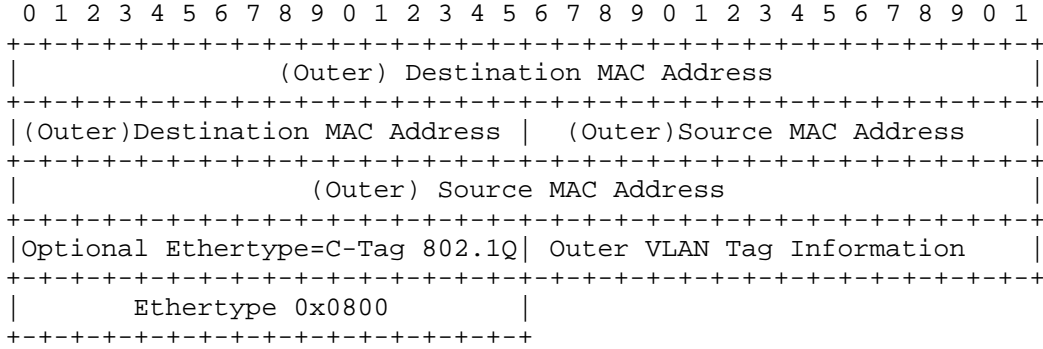 0 1 2 3 4 5 6 7 8 9 0 1 2 3 4 5 6 7 8 9 0 1 2 3 4 5 6 7 8 9 0 1
+-+-+-+-+-+-+-+-+-+-+-+-+-+-+-+-+-+-+-+-+-+-+-+-+-+-+-+-+-+-+-+-+
| (Outer) Destination MAC Address |
+-+-+-+-+-+-+-+-+-+-+-+-+-+-+-+-+-+-+-+-+-+-+-+-+-+-+-+-+-+-+-+-+
|(Outer)Destination MAC Address | (Outer)Source MAC Address |
+-+-+-+-+-+-+-+-+-+-+-+-+-+-+-+-+-+-+-+-+-+-+-+-+-+-+-+-+-+-+-+-+
| (Outer) Source MAC Address |
+-+-+-+-+-+-+-+-+-+-+-+-+-+-+-+-+-+-+-+-+-+-+-+-+-+-+-+-+-+-+-+-+
|Optional Ethertype=C-Tag 802.1Q| Outer VLAN Tag Information |
+-+-+-+-+-+-+-+-+-+-+-+-+-+-+-+-+-+-+-+-+-+-+-+-+-+-+-+-+-+-+-+-+
| Ethertype 0x0800 |
+-+-+-+-+-+-+-+-+-+-+-+-+-+-+-+-+